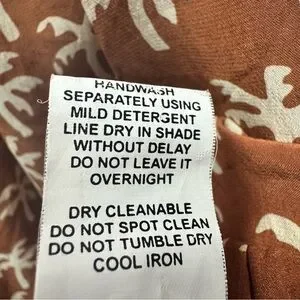 HANDWASH
SEPARATELY USING
MILD DETERGENT
LINE DRY IN SHADE
WITHOUT DELAY
DO NOT LEAVE IT
OVERNIGHT
DRY CLEANABLE
DO NOT SPOT CLEAN
DO NOT TUMBLE DRY
COOL IRON